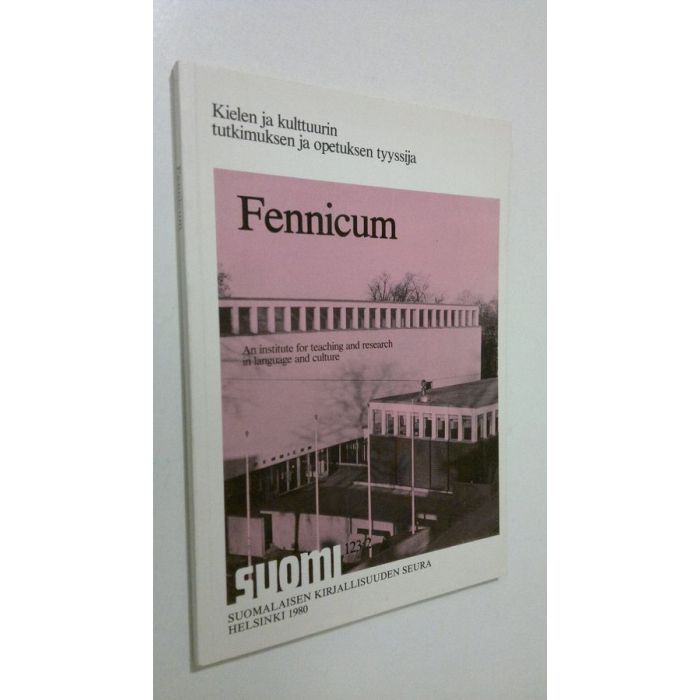 Kielen ja kulttuurin
tutkimuksen ja opetuksen tyyssija
Fennicum
Fennicum
An institute for teaching and research
in language and culture
FENNICUM
suomi 123:2
SUOMALAISEN KIRJALLISUUDEN SEURA
HELSINKI 1980